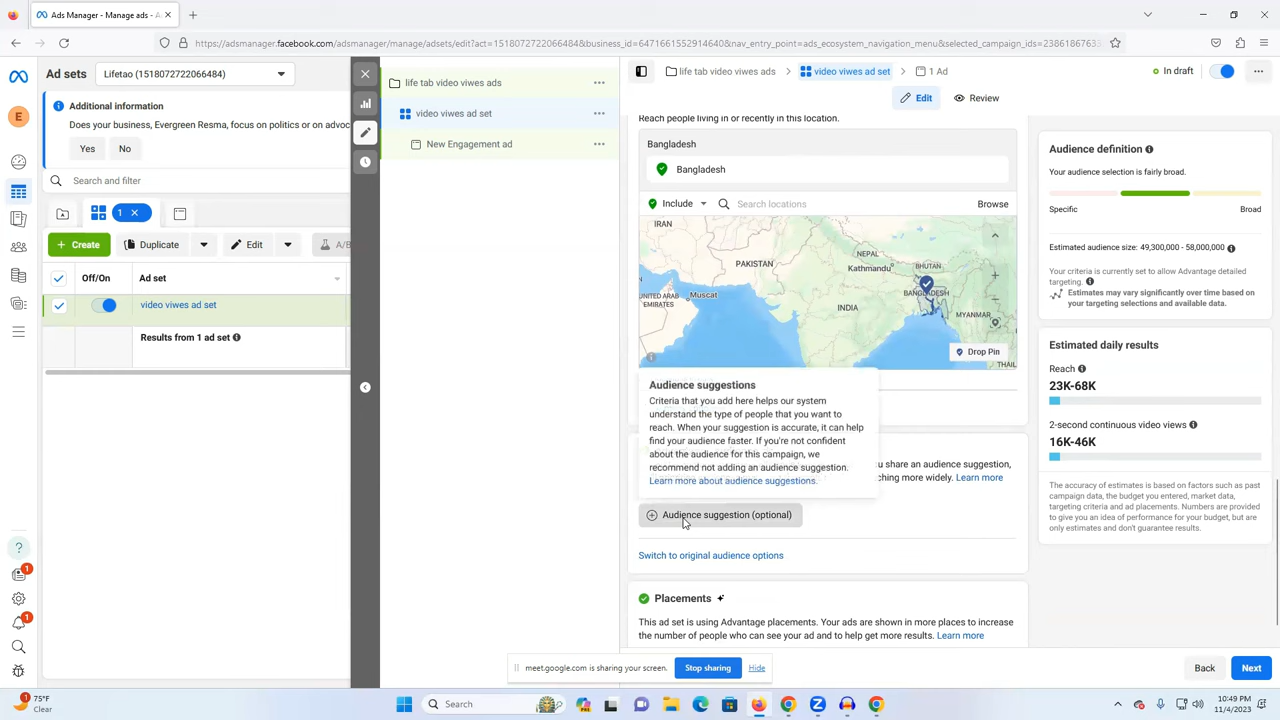 Ads Manager - Manage ads - A
https://adsmanager.facebook.com/adsmanager/manage/adsets/edit?act=1518072722066484&business_id=6471661552914640&nav_entry_point=ads_ecosystem_navigation_menu&selected_campaign_ids=2386186763
Ad sets
Lifetao (1518072722066484)
E
Additional information
Does your business, Evergreen Resma, focus on politics or an advoc
Yes
No
Search and filter
1
Create
Duplicate
Edit
A/B
Off/On
Ad set
video viwes ad set
Results from 1 ad set
1
1
life tab video viwes ads
video viwes ad set
New Engagement ad
life tab video viwes ads
video viwes ad set
1 Ad
In draft
Edit
Review
Reach people living in or recently in this location.
Bangladesh
Bangladesh
Include
Search locations
Browse
IRAN
PAKISTAN
NEPAL
BHUTAN
Kathmandu
UNITED ARAB
EMIRATES
Muscat
INDIA
BANGLADESH
MYANMAR
Drop Pin
THAIL
Audience suggestions
Criteria that you add here helps our system
understand the type of people that you want to
reach. When your suggestion is accurate, it can help
find your audience faster. If you're not confident
about the audience for this campaign, we
recommend not adding an audience suggestion.
Learn more about audience suggestions.
u share an audience suggestion,
ching more widely. Learn more
Audience suggestion (optional)
Switch to original audience options
Placements
This ad set is using Advantage placements. Your ads are shown in more places to increase
the number of people who can see your ad and to help get more results. Learn more
Audience definition
Your audience selection is fairly broad.
Specific
Broad
Estimated audience size: 49,300,000 - 58,000,000
Your criteria is currently set to allow Advantage detailed
targeting.
Estimates may vary significantly over time based on
your targeting selections and available data.
Estimated daily results
Reach
23K-68K
2-second continuous video views
16K-46K
The accuracy of estimates is based on factors such as past
campaign data, the budget you entered, market data,
targeting criteria and ad placements. Numbers are provided
to give you an idea of performance for your budget, but are
only estimates and don't guarantee results.
Back
Next
meet.google.com is sharing your screen.
Stop sharing
Hide
1
75°F
Clear
Search
10:49 PM
11/4/2023